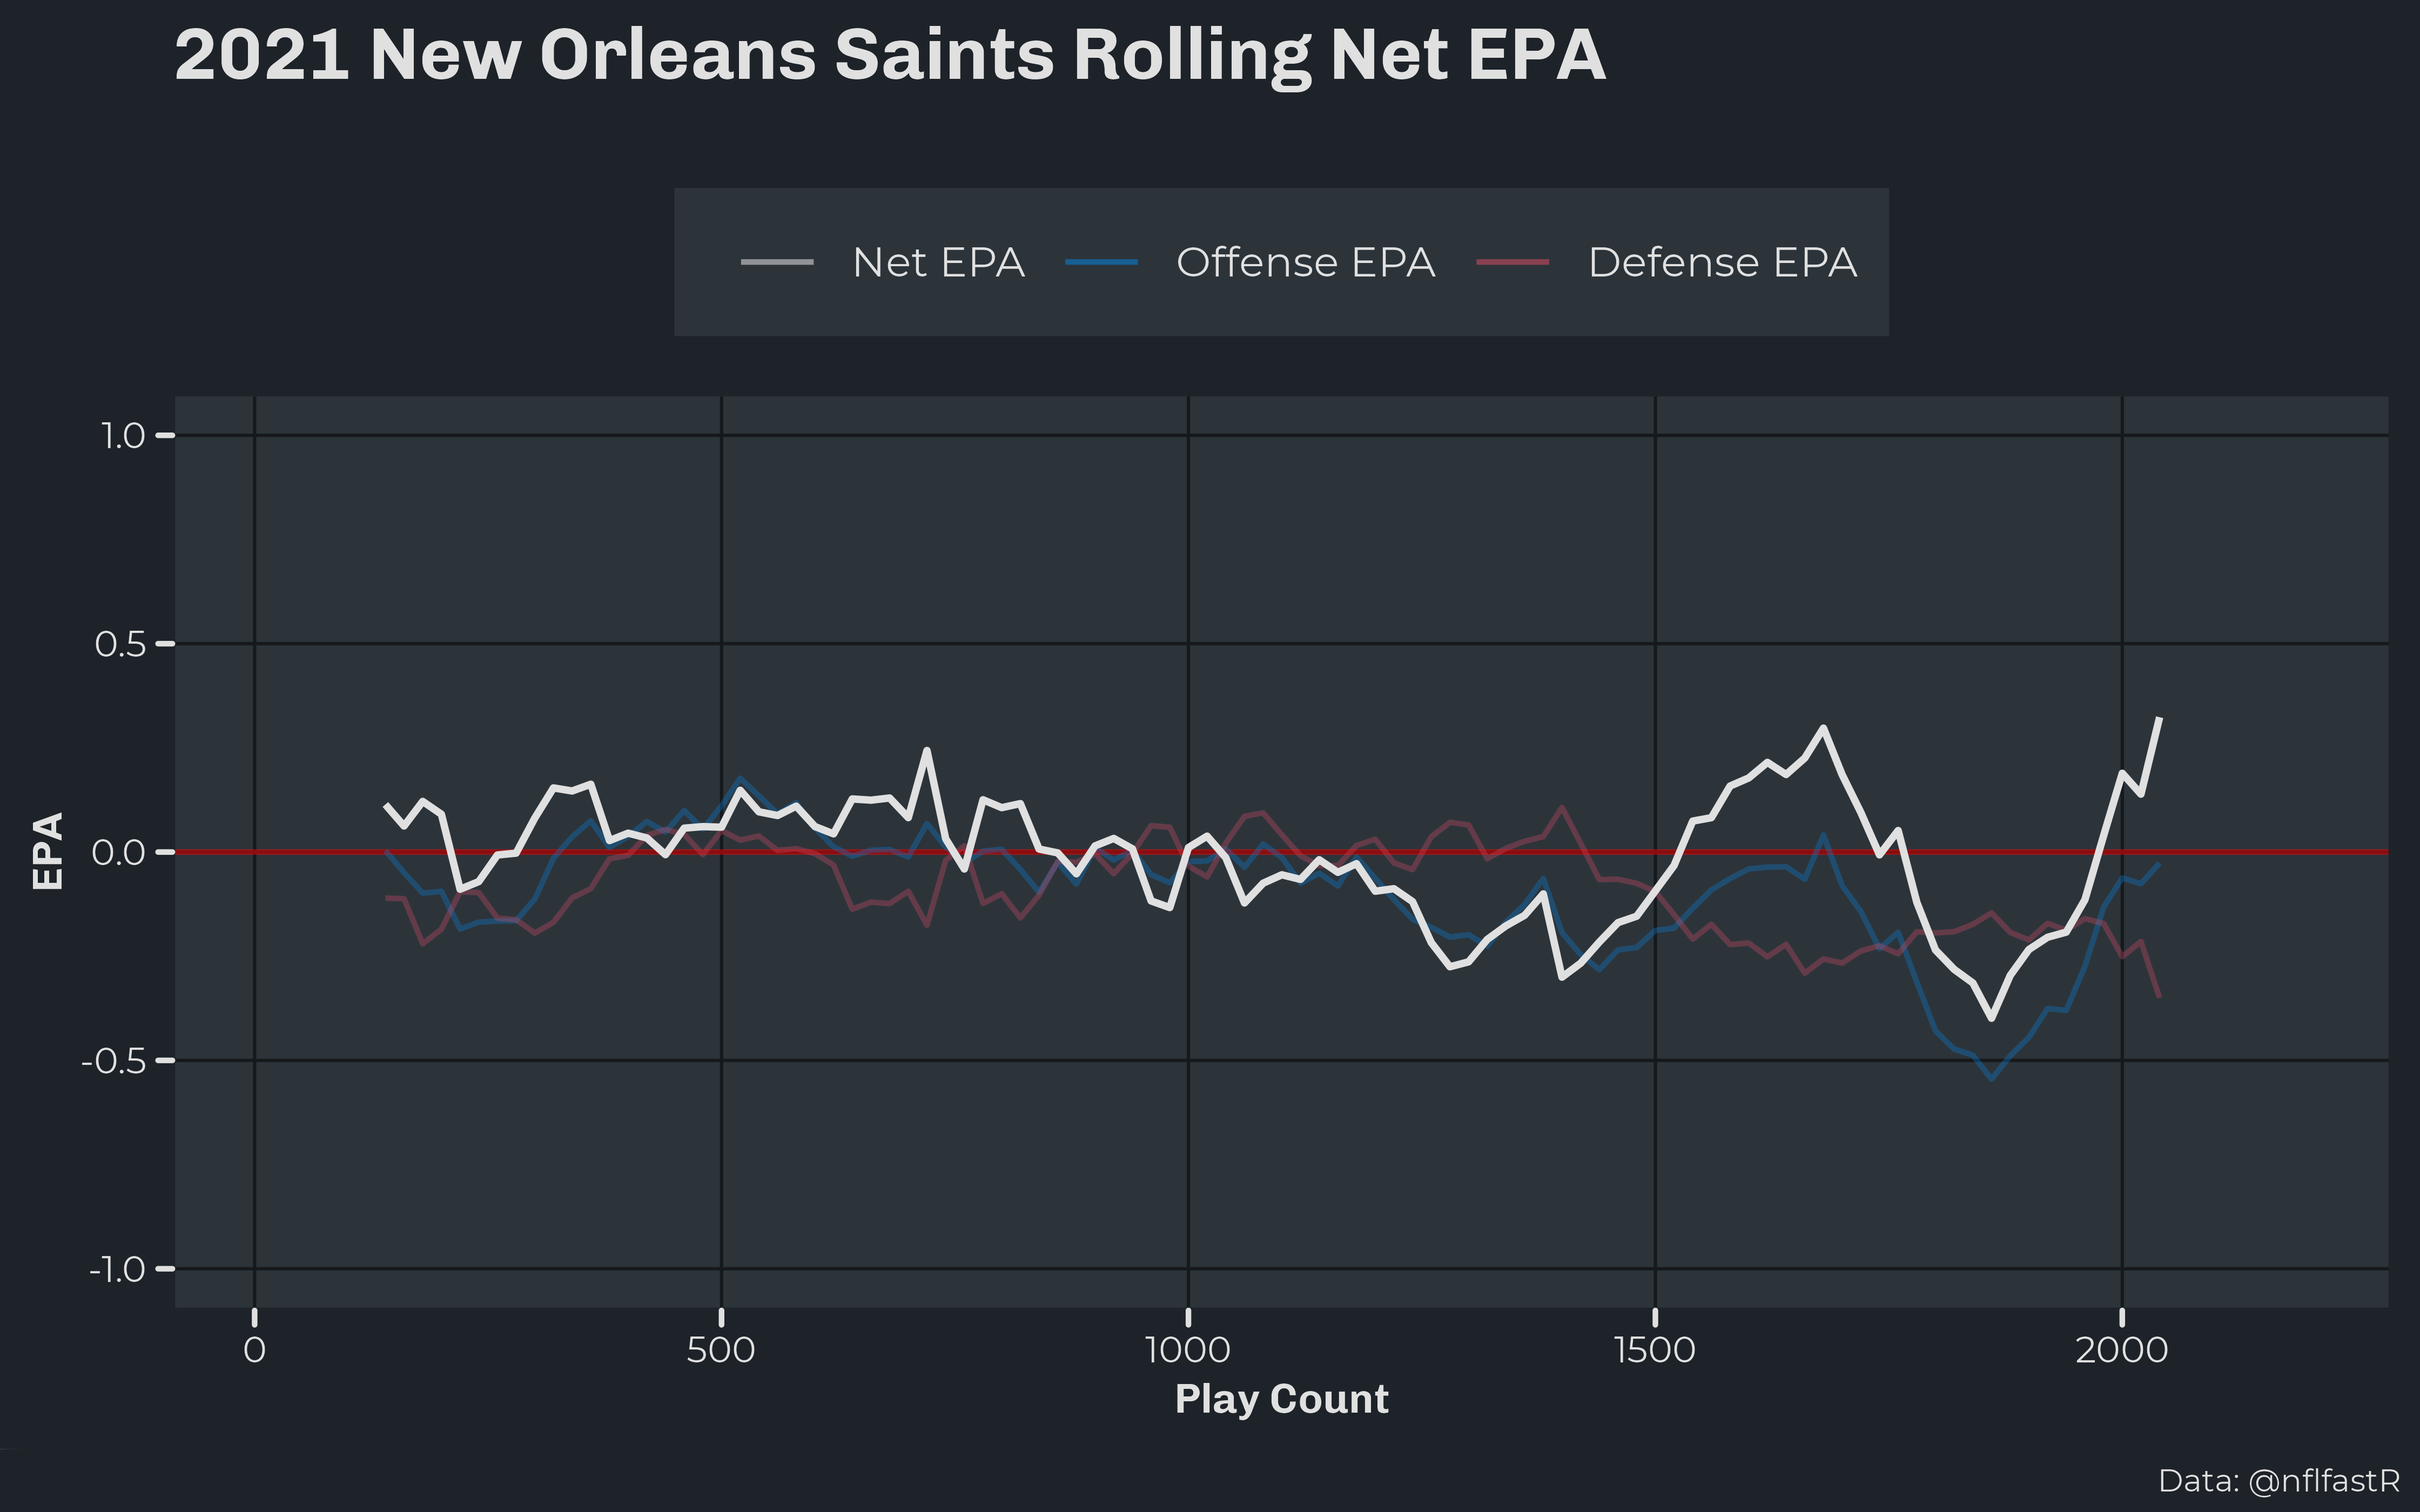 2021 New Orleans Saints Rolling Net EPA
Net EPA Offense EPA Defense EPA
1.0
0.5
0.0
-0.5
-1.0
EPA
0 500 1000 1500 2000
Play Count
Data: @nflfastR